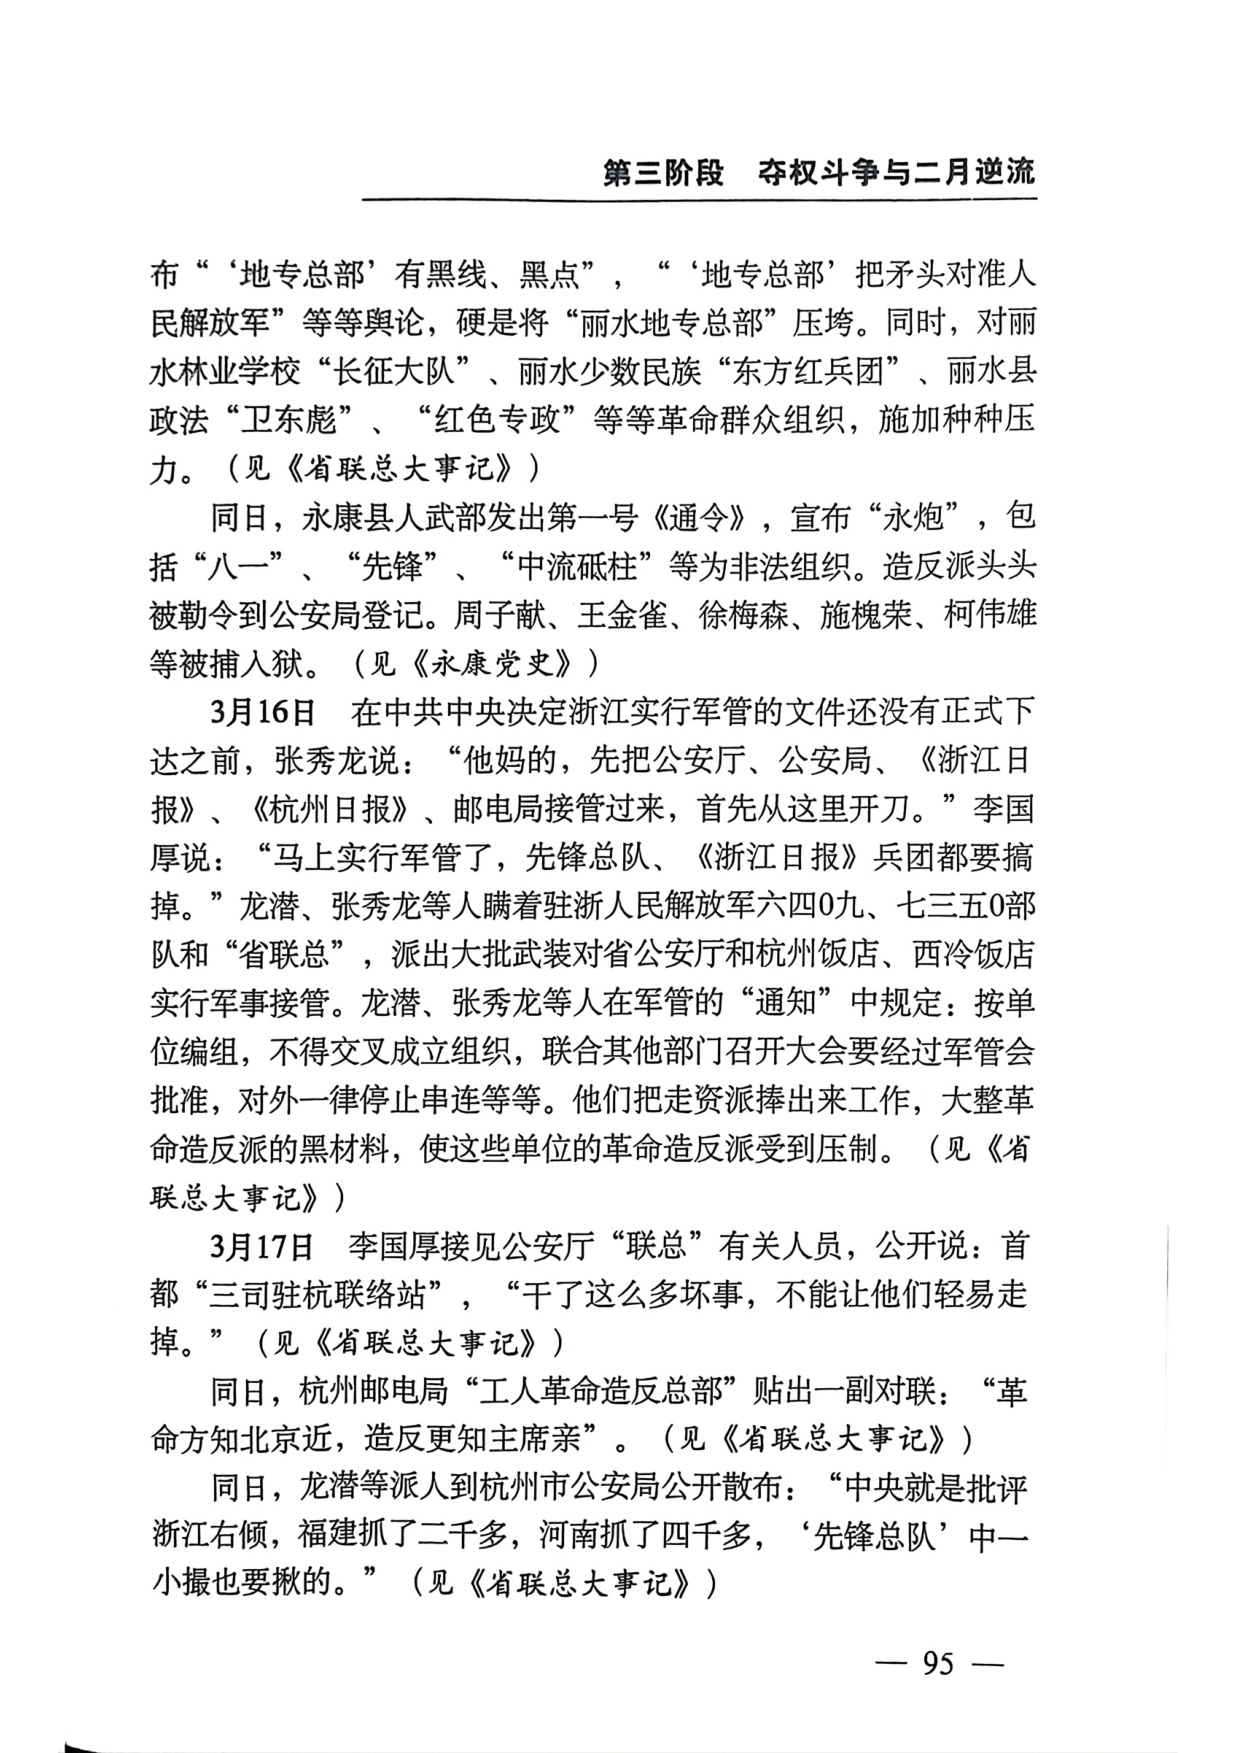 第三阶段　夺权斗争与二月逆流
布“‘地专总部’有黑线、黑点”，“‘地专总部’把矛头对准人
民解放军”等等舆论，硬是将“丽水地专总部”压垮。同时，对丽
水林业学校“长征大队”、丽水少数民族“东方红兵团”、丽水县
政法“卫东彪”、“红色专政”等等革命群众组织，施加种种压
力。（见《省联总大事记》）
同日，永康县人武部发出第一号《通令》，宣布“永炮”，包
括“八一”、“先锋”、“中流砥柱”等为非法组织。造反派头头
被勒令到公安局登记。周子献、王金雀、徐梅森、施槐荣、柯伟雄
等被捕入狱。（见《永康党史》）
3月16日　在中共中央决定浙江实行军管的文件还没有正式下
达之前，张秀龙说：“他妈的，先把公安厅、公安局、《浙江日
报》、《杭州日报》、邮电局接管过来，首先从这里开刀。”李国
厚说：“马上实行军管了，先锋总队、《浙江日报》兵团都要搞
掉。”龙潜、张秀龙等人瞒着驻浙人民解放军六四0九、七三五0部
队和“省联总”，派出大批武装对省公安厅和杭州饭店、西冷饭店
实行军事接管。龙潜、张秀龙等人在军管的“通知”中规定：按单
位编组，不得交叉成立组织，联合其他部门召开大会要经过军管会
批准，对外一律停止串连等等。他们把走资派捧出来工作，大整革
命造反派的黑材料，使这些单位的革命造反派受到压制。（见《省
联总大事记》）
3月17日　李国厚接见公安厅“联总”有关人员，公开说：首
都“三司驻杭联络站”，“干了这么多坏事，不能让他们轻易走
掉。”（见《省联总大事记》）
同日，杭州邮电局“工人革命造反总部”贴出一副对联：“革
命方知北京近，造反更知主席亲”。（见《省联总大事记》）
同日，龙潜等派人到杭州市公安局公开散布：“中央就是批评
浙江右倾，福建抓了二千多，河南抓了四千多，‘先锋总队’中一
小撮也要揪的。”（见《省联总大事记》）
— 95 —